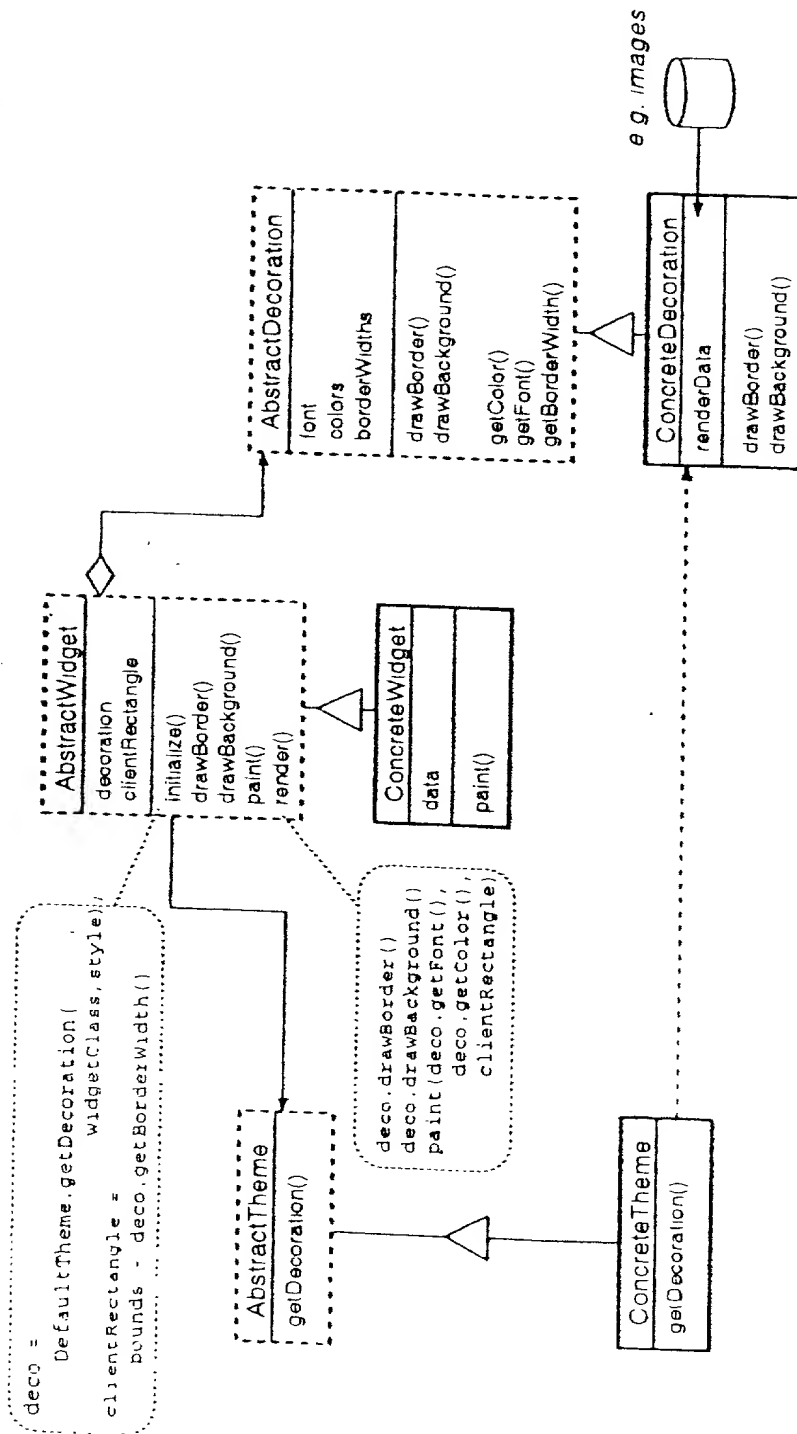 deco =
DefaultTheme.getDecoration(
widgetClass, style),
clientRectangle =
bounds - deco.getBorderWidth()
AbstractWidget
decoration
clientRectangle
initialize()
drawBorder()
drawBackground()
paint()
render()
AbstractDecoration
font
colors
borderWidths
drawBorder()
drawBackground()
getColor()
getFont()
getBorderWidth()
deco.drawBorder()
deco.drawBackground()
paint(deco.getFont(),
deco.getColor(),
clientRectangle)
ConcreteWidget
data
paint()
AbstractTheme
getDecoration()
ConcreteTheme
getDecoration()
ConcreteDecoration
renderData
drawBorder()
drawBackground()
e g. images